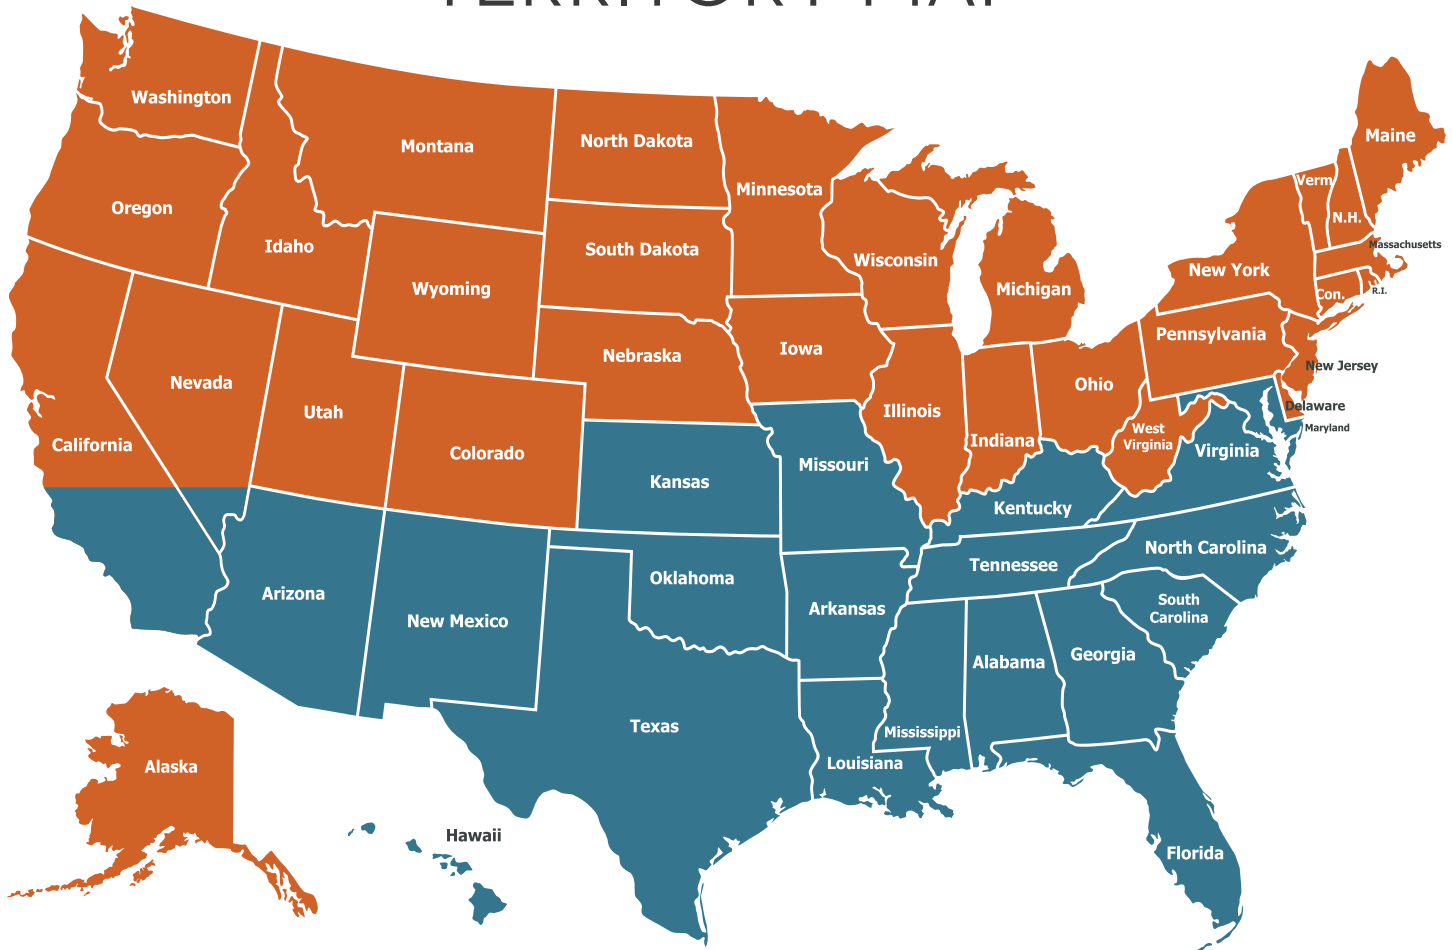 TERRITORY MAP
Washington
Montana
North Dakota
Minnesota
Maine
Oregon
Idaho
Wyoming
South Dakota
Wisconsin
Michigan
Verm
N.H.
Massachusetts
New York
Con.
R.I.
Nevada
Utah
Colorado
Nebraska
Iowa
Illinois
Indiana
Ohio
Pennsylvania
New Jersey
Delaware
Maryland
California
Kansas
Missouri
West
Virginia
Virginia
Kentucky
Arizona
New Mexico
Oklahoma
Arkansas
Tennessee
North Carolina
South
Carolina
Texas
Louisiana
Mississippi
Alabama
Georgia
Alaska
Hawaii
Florida